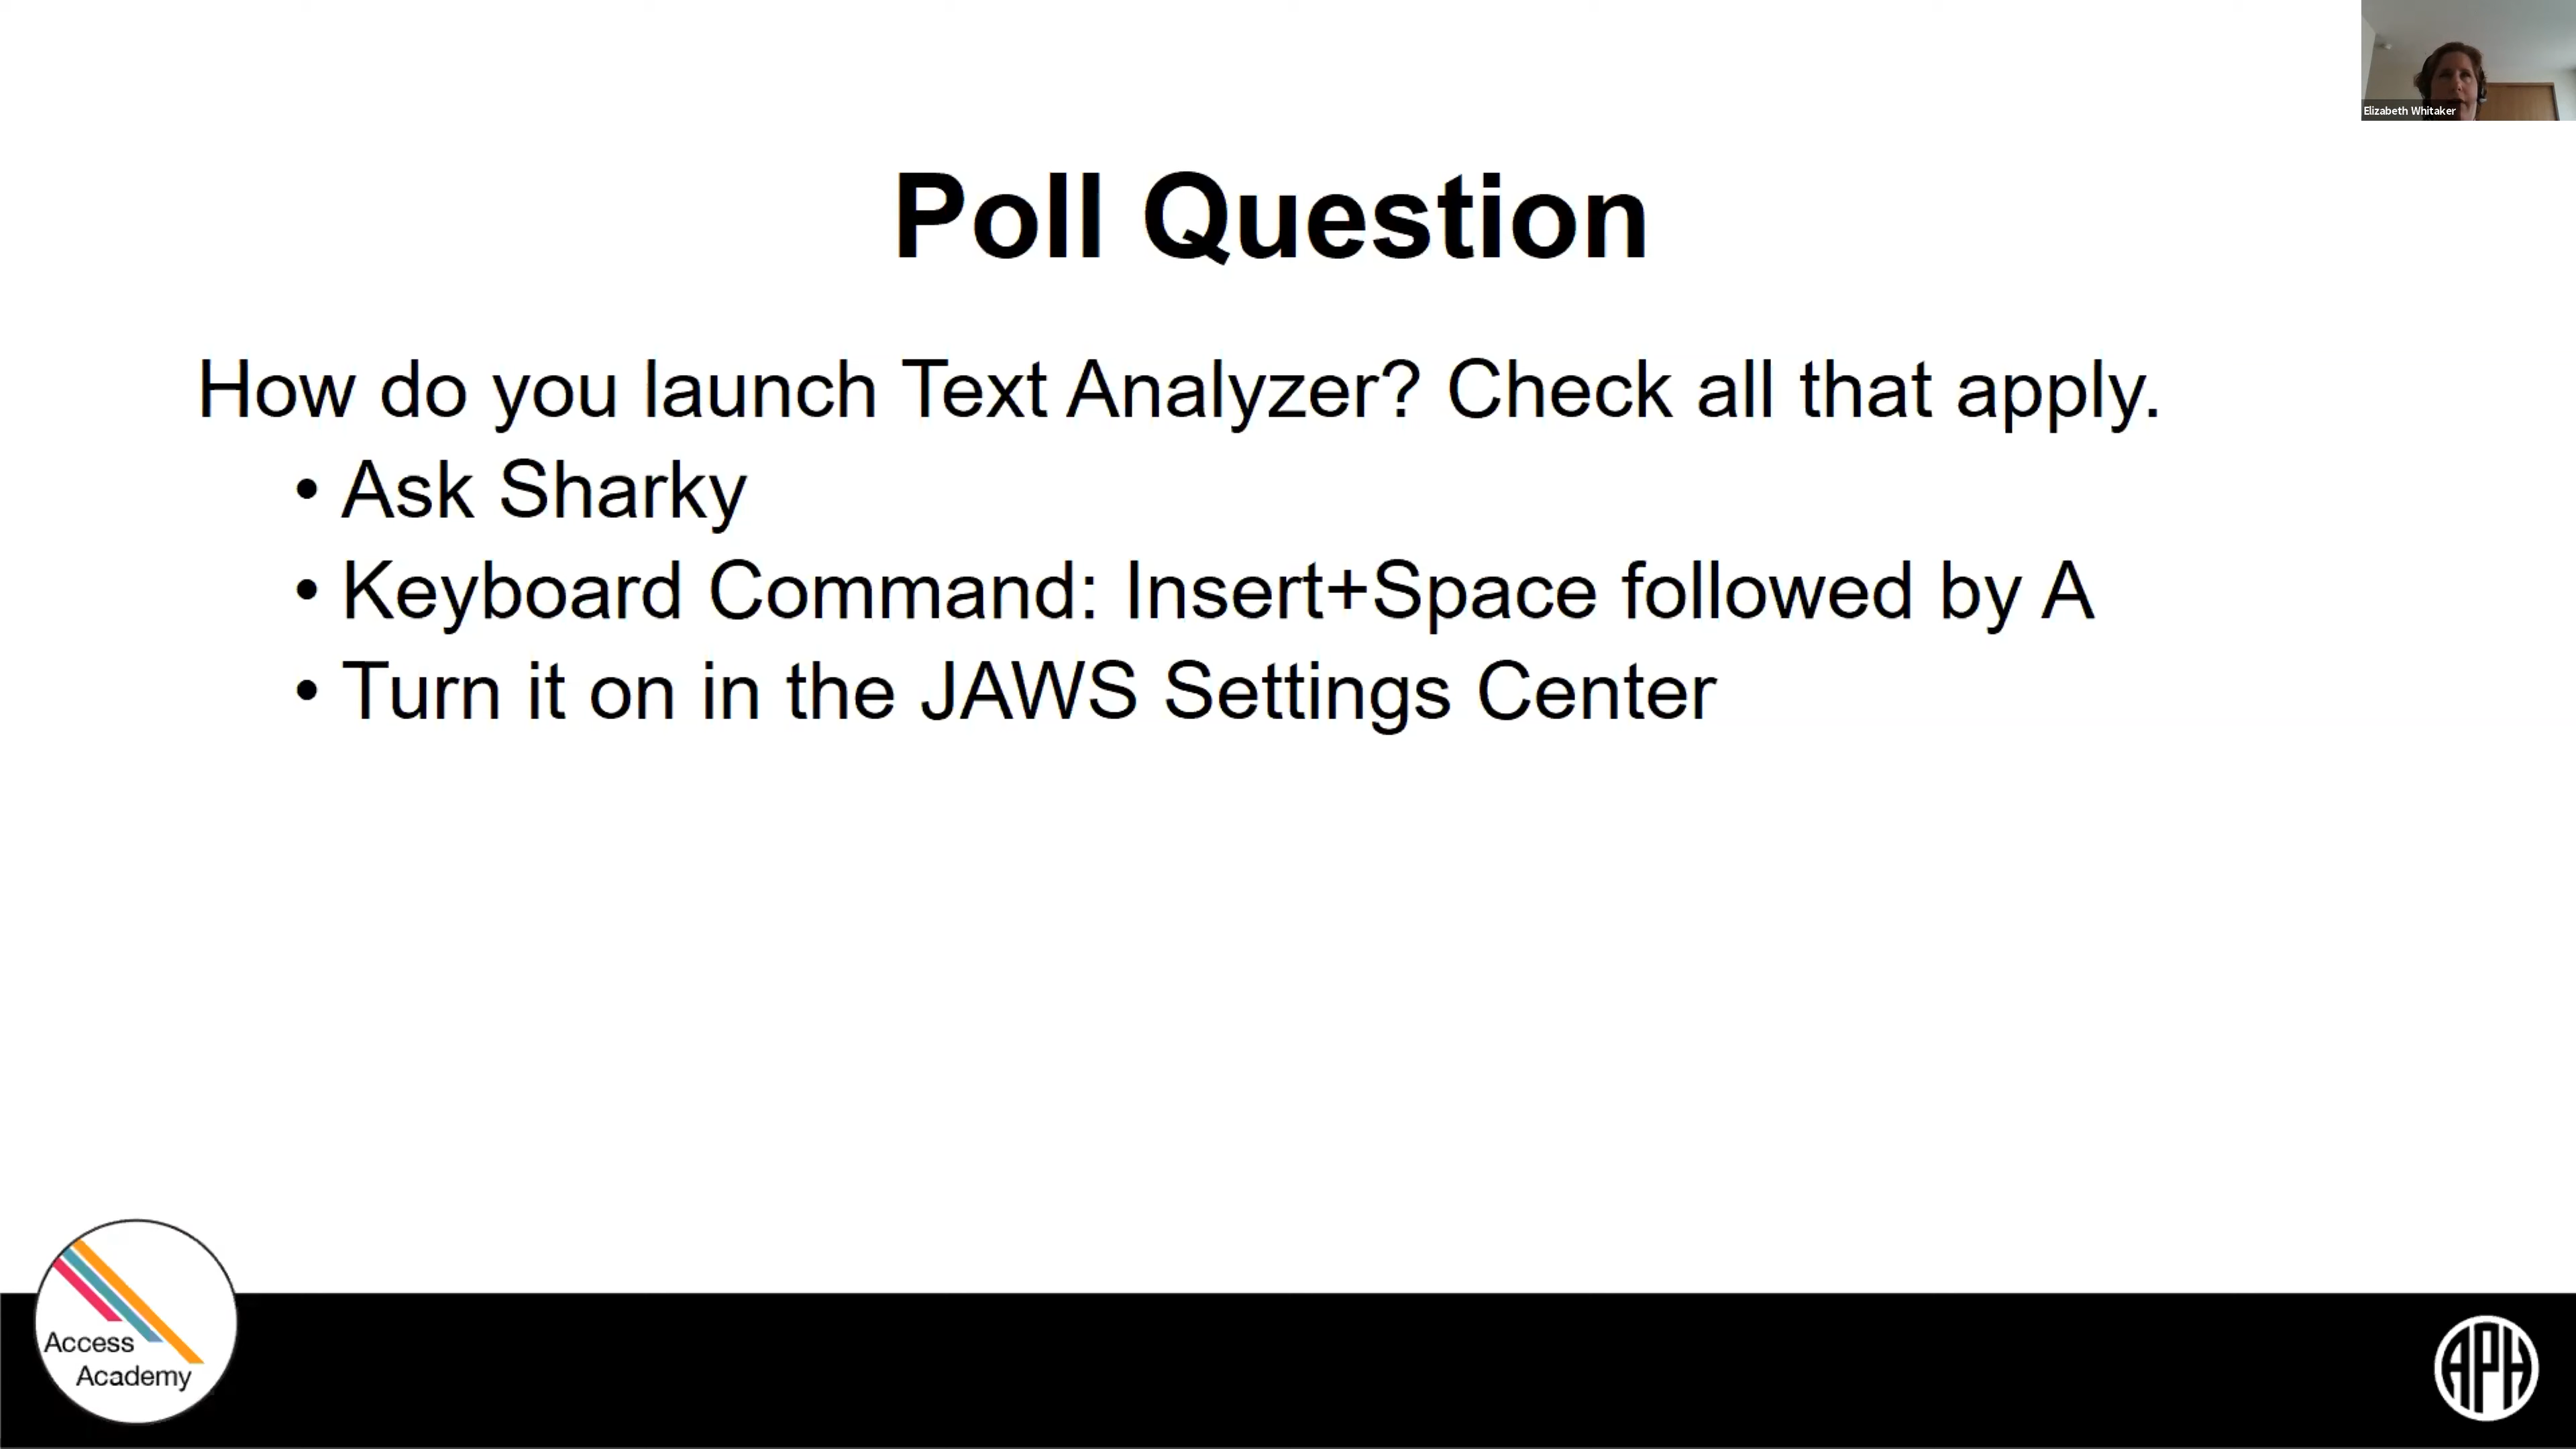 Elizabeth Whitaker
Poll Question
How do you launch Text Analyzer? Check all that apply.
• Ask Sharky
• Keyboard Command: Insert+Space followed by A
• Turn it on in the JAWS Settings Center
Access
Academy
APH